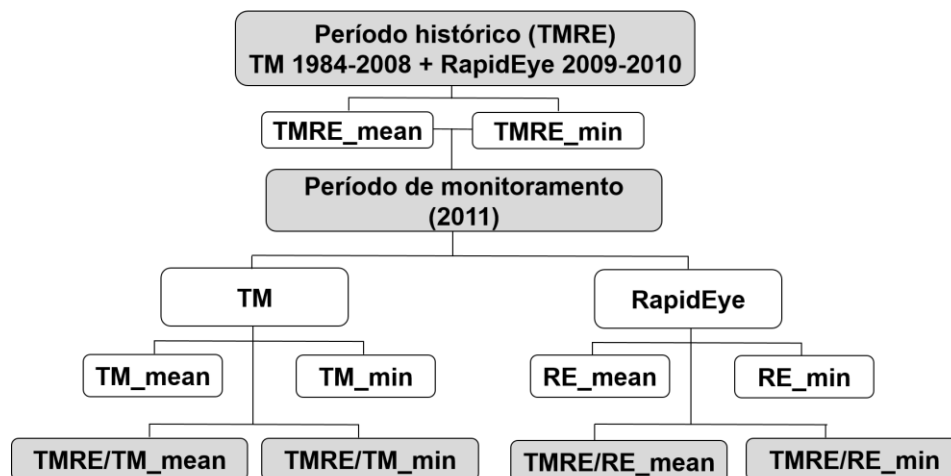 Período histórico (TMRE)
TM 1984-2008 + RapidEye 2009-2010
TMRE_mean
TMRE_min
Período de monitoramento
(2011)
TM
RapidEye
TM_mean
TM_min
RE_mean
RE_min
TMRE/TM_mean
TMRE/TM_min
TMRE/RE_mean
TMRE/RE_min